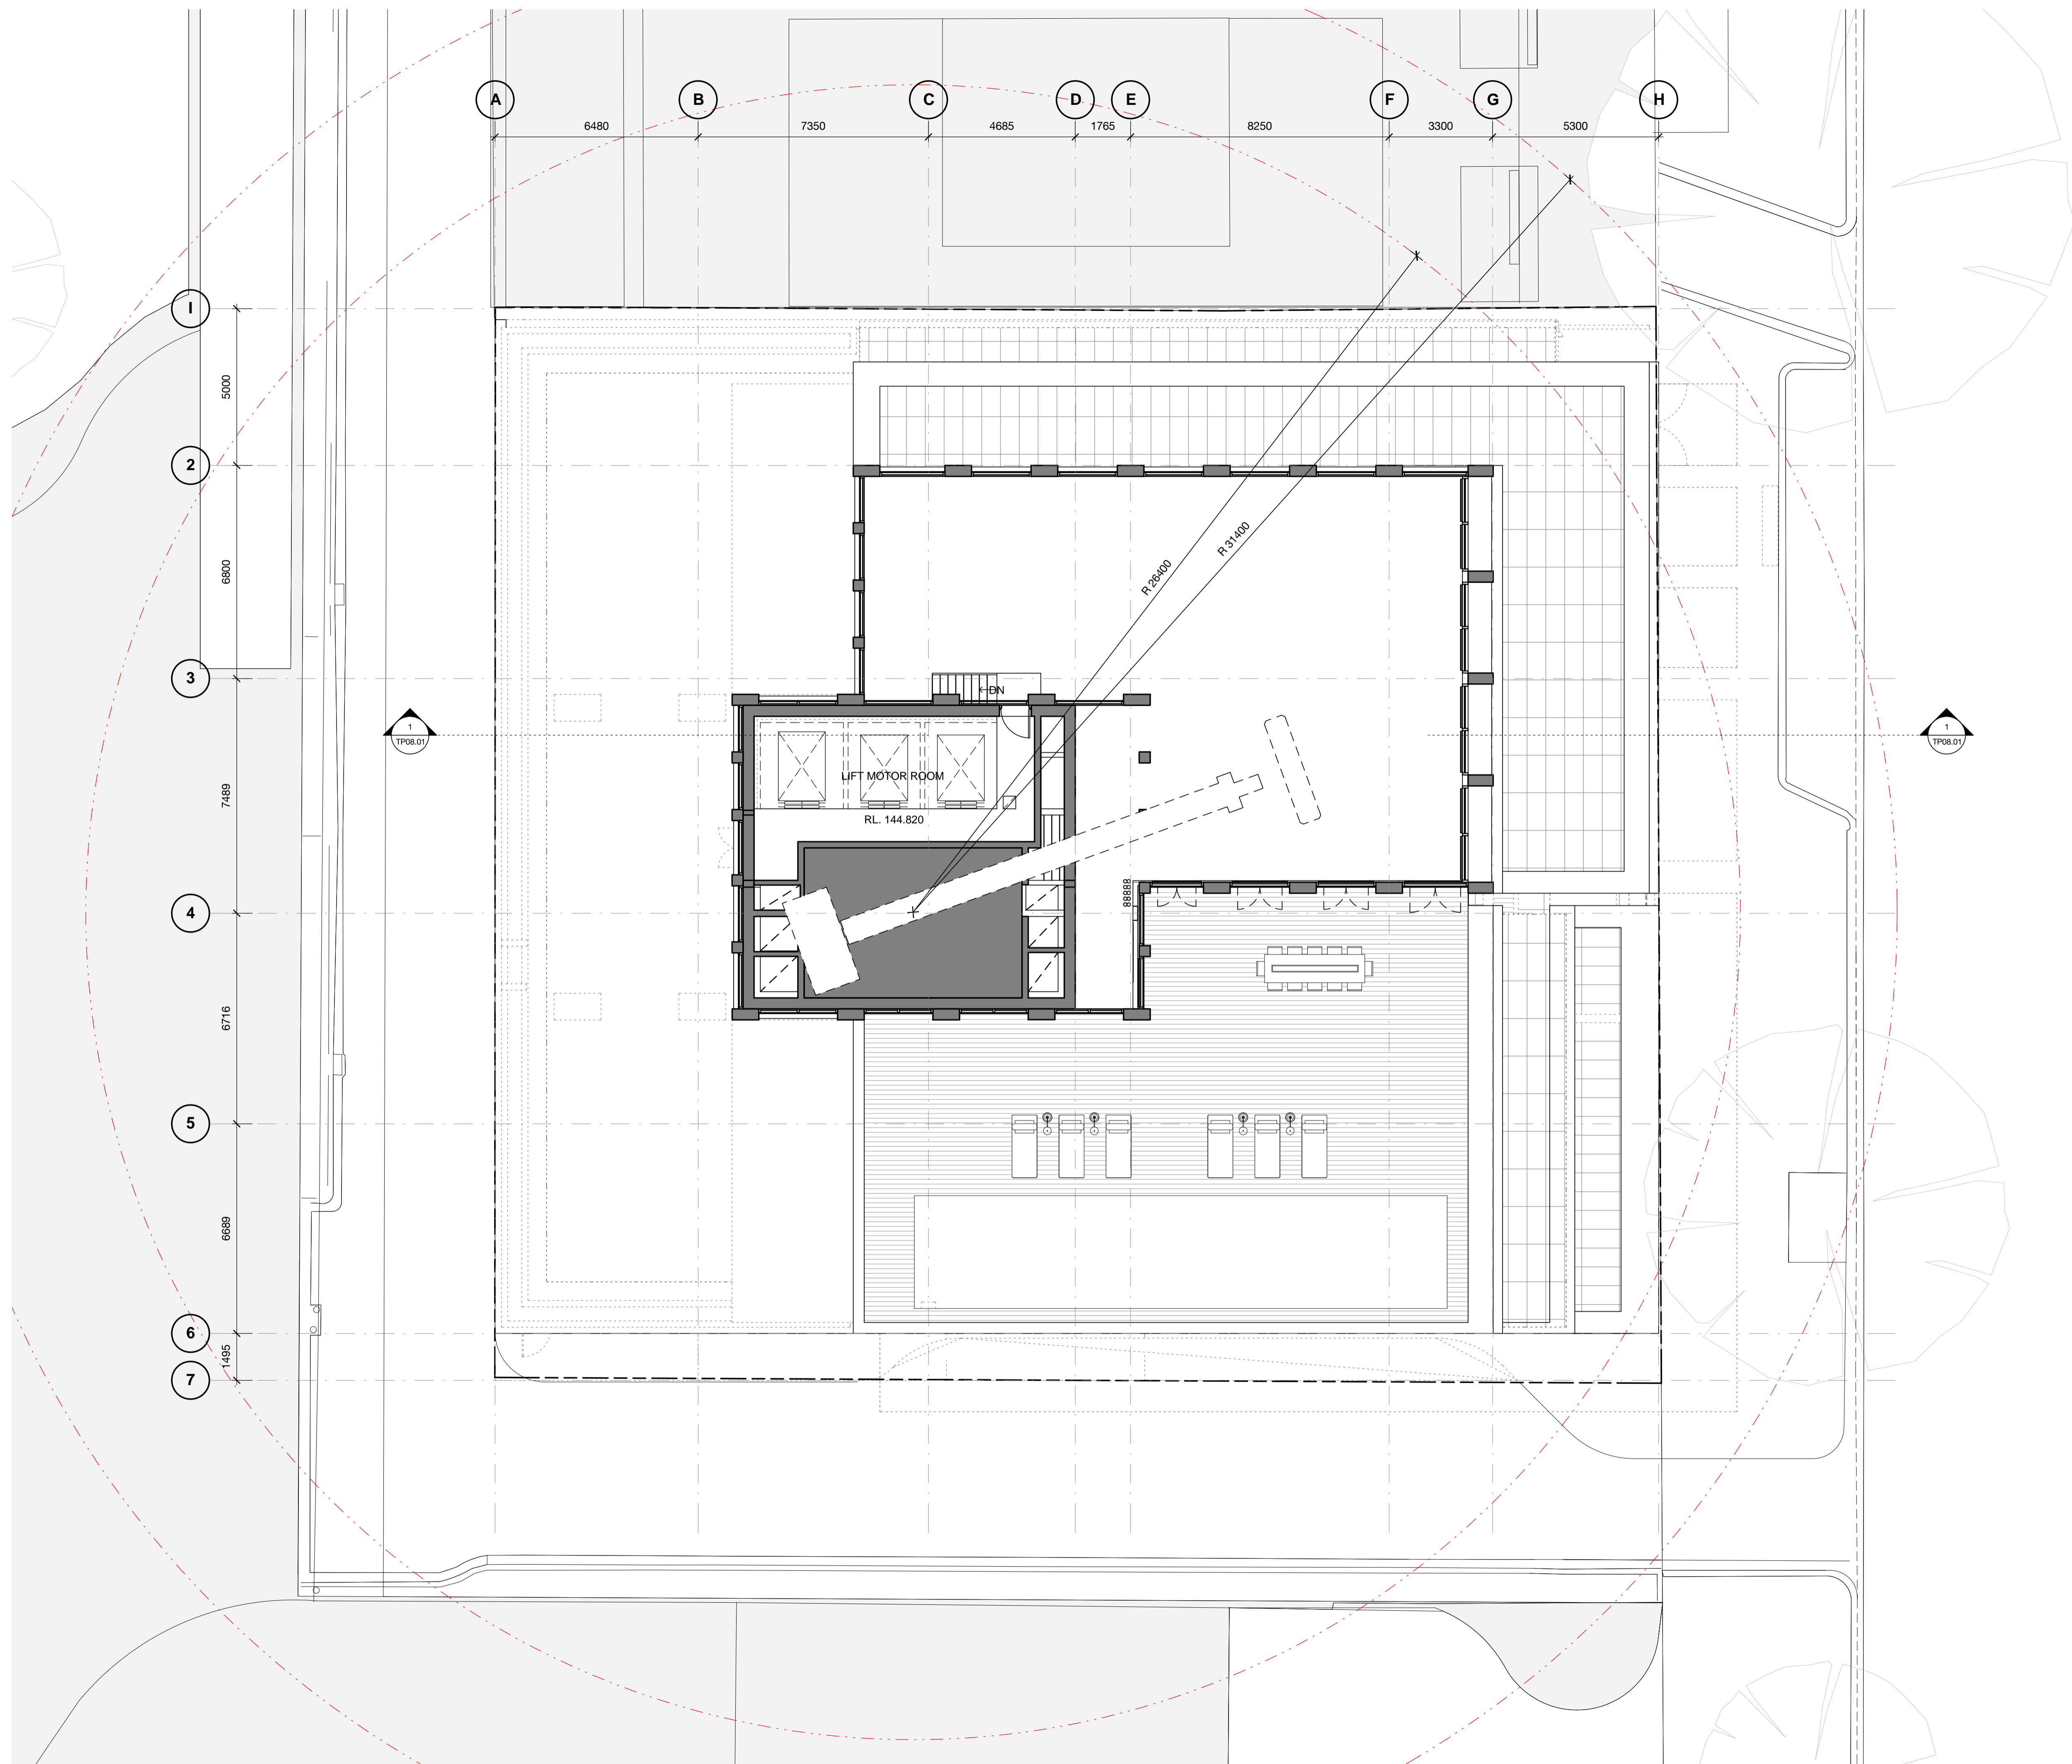 A B C D E F G H
6480 7350 4685 1765 8250 3300 5300
I
5000
2
R 31400
R 26400
6800
3
DN
1
TP08.01
1
TP08.01
LIFT MOTOR ROOM
7489
RL. 144.820
88888
4
6716
5
6689
6
1495
7